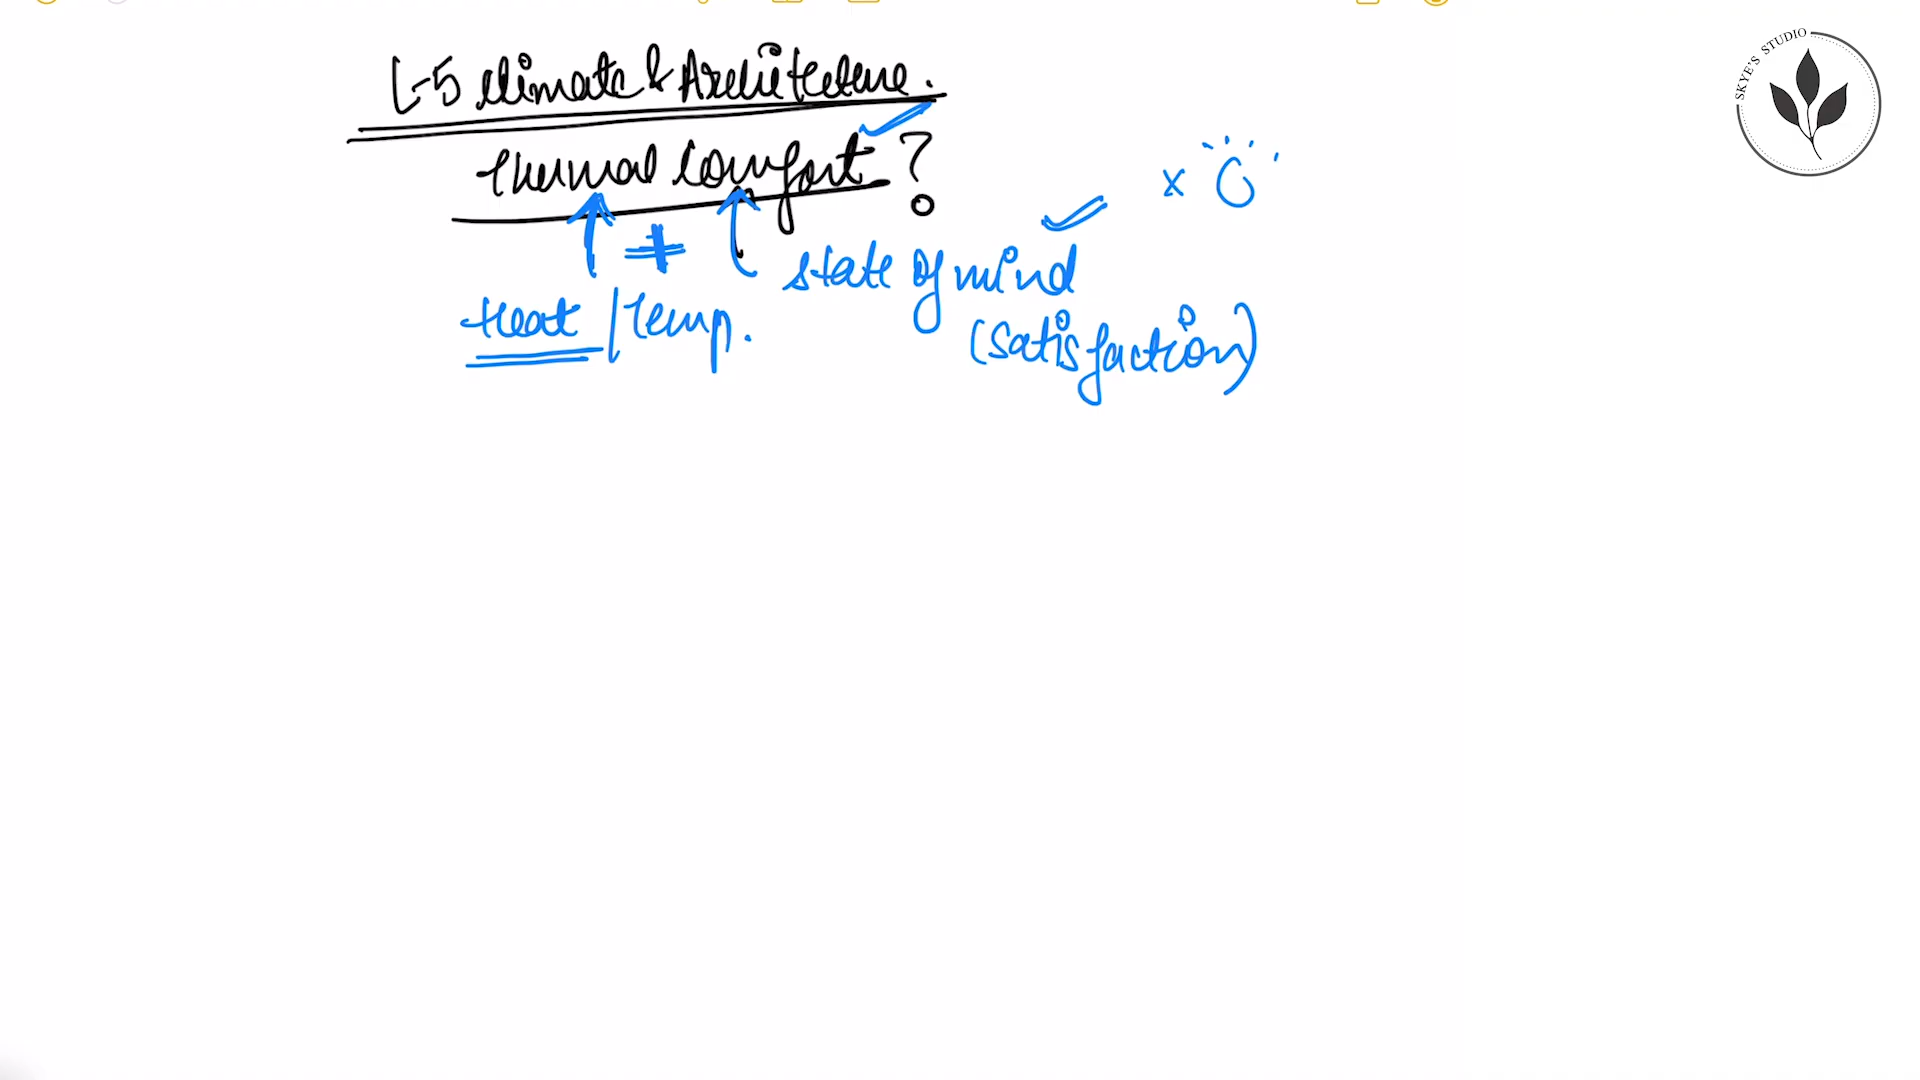 L-5 Climate & Architecture.
Thermal Comfort ?
+
Heat / Temp.
state of mind
(Satisfaction)
x
SKYE'S STUDIO